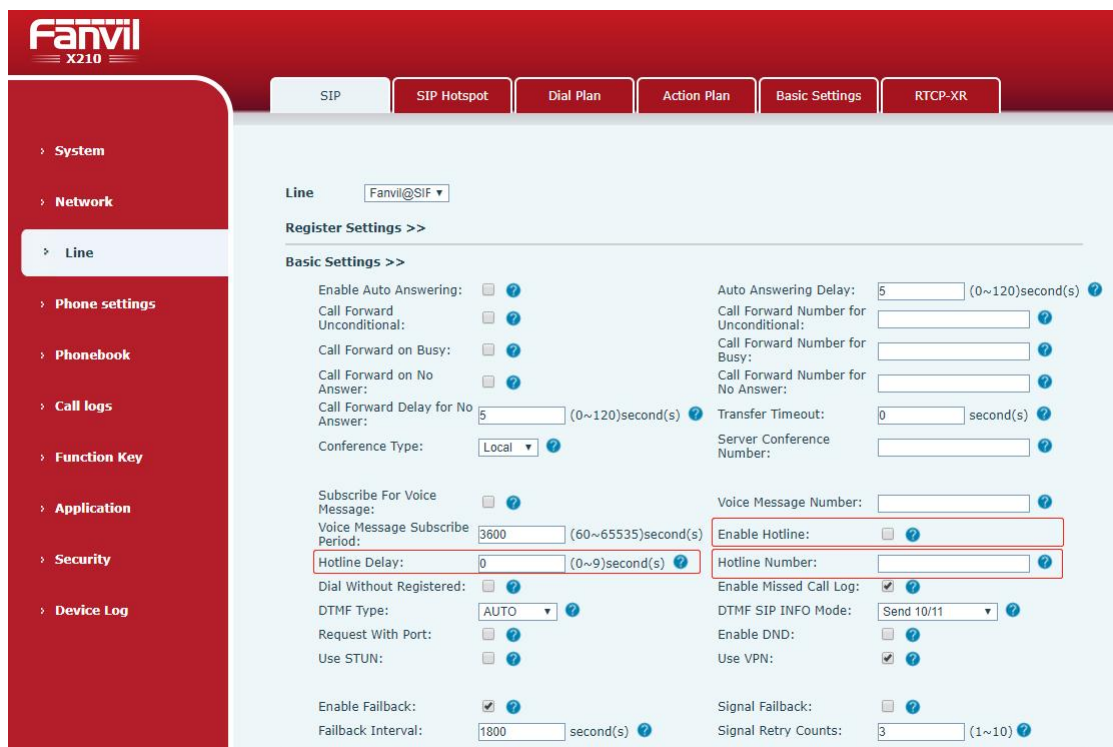 Fanvil
X210
SIP
SIP Hotspot
Dial Plan
Action Plan
Basic Settings
RTCP-XR
› System
› Network
› Line
› Phone settings
› Phonebook
› Call logs
› Function Key
› Application
› Security
› Device Log
Line Fanvil@SIF ▾
Register Settings >>
Basic Settings >>
Enable Auto Answering: ?
Auto Answering Delay: 5 (0~120)second(s) ?
Call Forward
Unconditional: ?
Call Forward Number for
Unconditional: ?
Call Forward on Busy: ?
Call Forward Number for
Busy: ?
Call Forward on No
Answer: ?
Call Forward Number for
No Answer: ?
Call Forward Delay for No
Answer: 5 (0~120)second(s) ?
Transfer Timeout: 0 second(s) ?
Conference Type: Local ▾ ?
Server Conference
Number: ?
Subscribe For Voice
Message: ?
Voice Message Number: ?
Voice Message Subscribe
Period: 3600 (60~65535)second(s)
Enable Hotline: ?
Hotline Delay: 0 (0~9)second(s) ?
Hotline Number: ?
Dial Without Registered: ?
Enable Missed Call Log: ?
DTMF Type: AUTO ▾ ?
DTMF SIP INFO Mode: Send 10/11 ▾ ?
Request With Port: ?
Enable DND: ?
Use STUN: ?
Use VPN: ?
Enable Failback: ?
Signal Failback: ?
Failback Interval: 1800 second(s) ?
Signal Retry Counts: 3 (1~10) ?